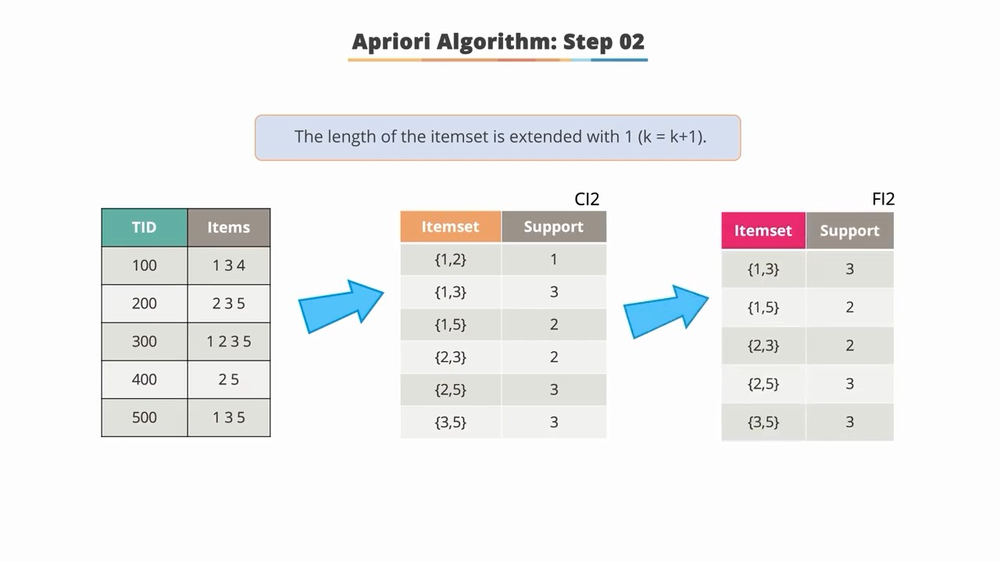 Apriori Algorithm: Step 02
The length of the itemset is extended with 1 (k = k+1).
TID Items
100 1 3 4
200 2 3 5
300 1 2 3 5
400 2 5
500 1 3 5
CI2
Itemset Support
{1,2} 1
{1,3} 3
{1,5} 2
{2,3} 2
{2,5} 3
{3,5} 3
FI2
Itemset Support
{1,3} 3
{1,5} 2
{2,3} 2
{2,5} 3
{3,5} 3